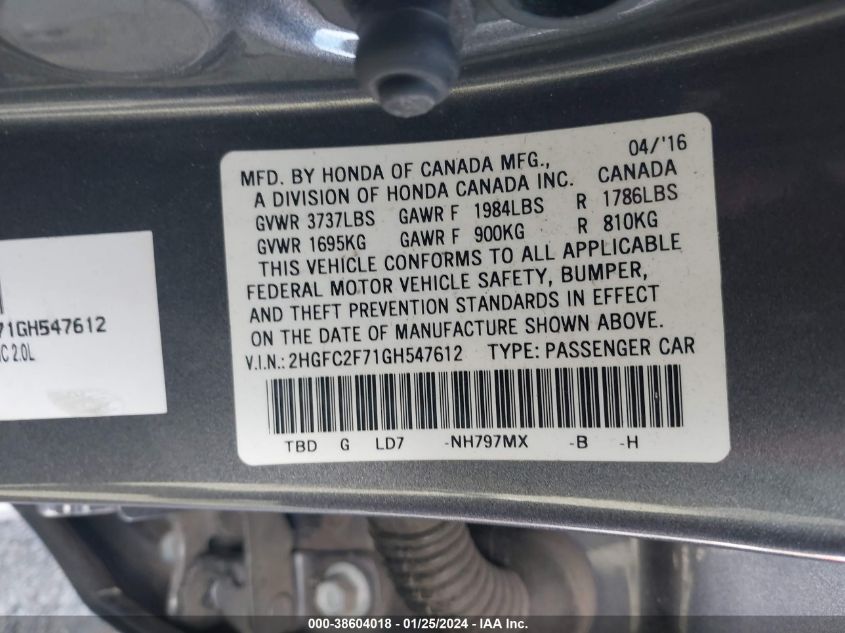 04/'16
MFD. BY HONDA OF CANADA MFG.,
CANADA
A DIVISION OF HONDA CANADA INC.
GVWR 3737LBS GAWR F 1984LBS R 1786LBS
GVWR 1695KG GAWR F 900KG R 810KG
THIS VEHICLE CONFORMS TO ALL APPLICABLE
FEDERAL MOTOR VEHICLE SAFETY, BUMPER,
AND THEFT PREVENTION STANDARDS IN EFFECT
ON THE DATE OF MANUFACTURE SHOWN ABOVE.
V.I.N.: 2HGFC2F71GH547612 TYPE: PASSENGER CAR
TBD G LD7 -NH797MX -B -H
71GH547612
C 2.0L
000-38604018 - 01/25/2024 - IAA Inc.